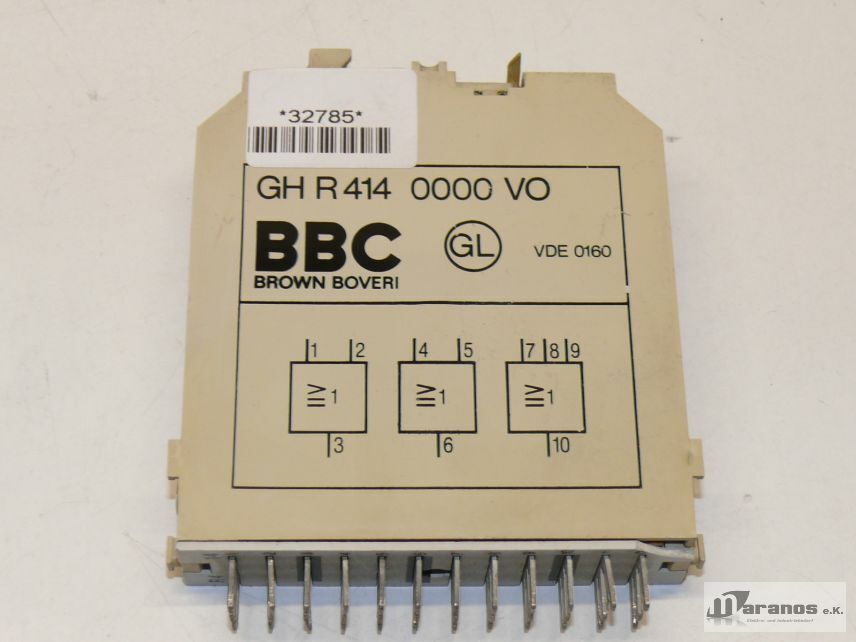 *32785*
GH R 414 0000 VO
BBC GL VDE 0160
BROWN BOVERI
1 2 4 5 7 8 9
≥1 ≥1 ≥1
3 6 10
maranos e.K.